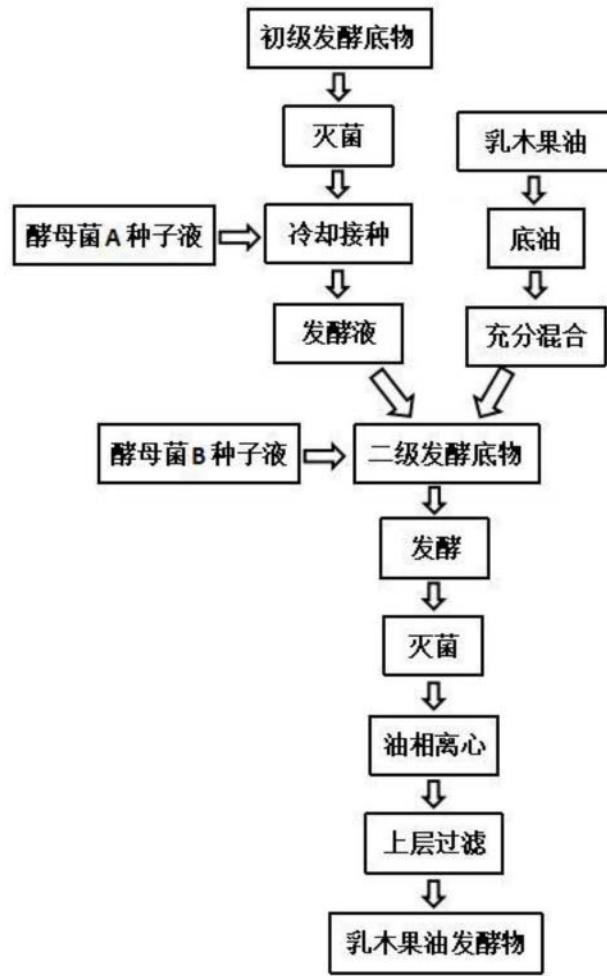 初级发酵底物
灭菌
乳木果油
酵母菌A种子液
冷却接种
底油
发酵液
充分混合
酵母菌B种子液
二级发酵底物
发酵
灭菌
油相离心
上层过滤
乳木果油发酵物